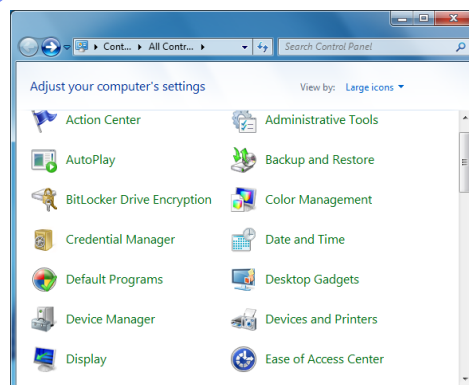 Cont... All Contr... Search Control Panel
Adjust your computer's settings View by: Large icons
Action Center Administrative Tools
AutoPlay Backup and Restore
BitLocker Drive Encryption Color Management
Credential Manager Date and Time
Default Programs Desktop Gadgets
Device Manager Devices and Printers
Display Ease of Access Center